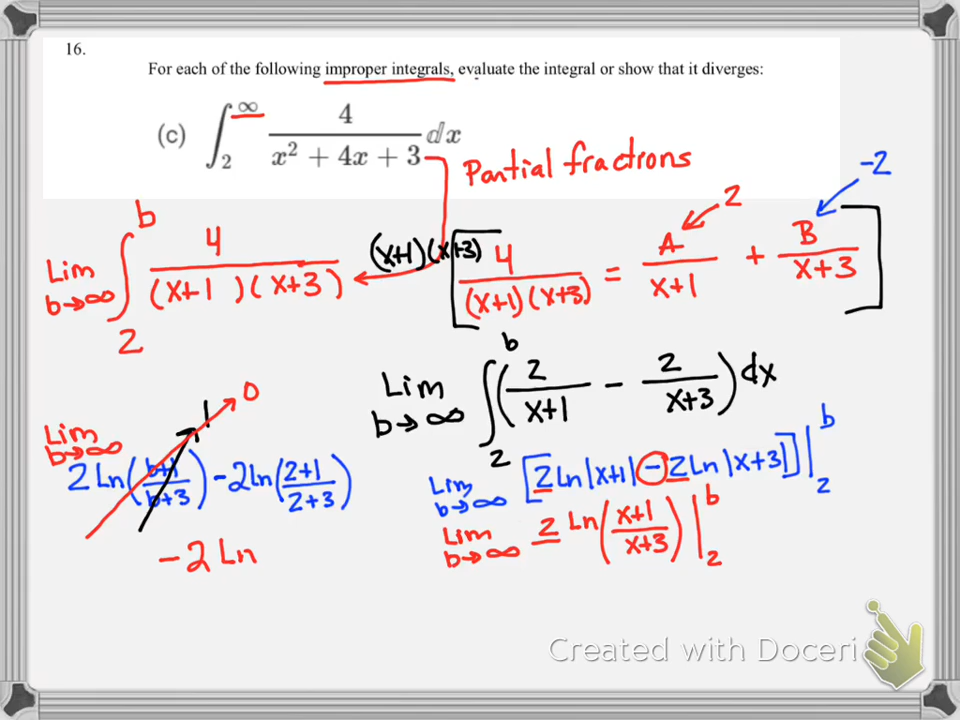 16.
For each of the following improper integrals, evaluate the integral or show that it diverges:
(c) ∫₂^∞ 4/(x² + 4x + 3) dx
Partial fractions
-2
2
Lim b→∞ ∫₂^b 4/((x+1)(x+3))
(x+1)(x+3)
[4/((x+1)(x+3)) = A/(x+1) + B/(x+3)]
Lim b→∞ ∫₂^b (2/(x+1) − 2/(x+3)) dx
1
0
Lim b→∞ 2 Ln((b+1)/(b+3)) − 2 ln((2+1)/(2+3))
Lim b→∞ [2 ln|x+1| − 2 Ln|x+3|] |₂^b
Lim b→∞ 2 Ln((x+1)/(x+3)) |₂^b
− 2 Ln
Created with Doceri